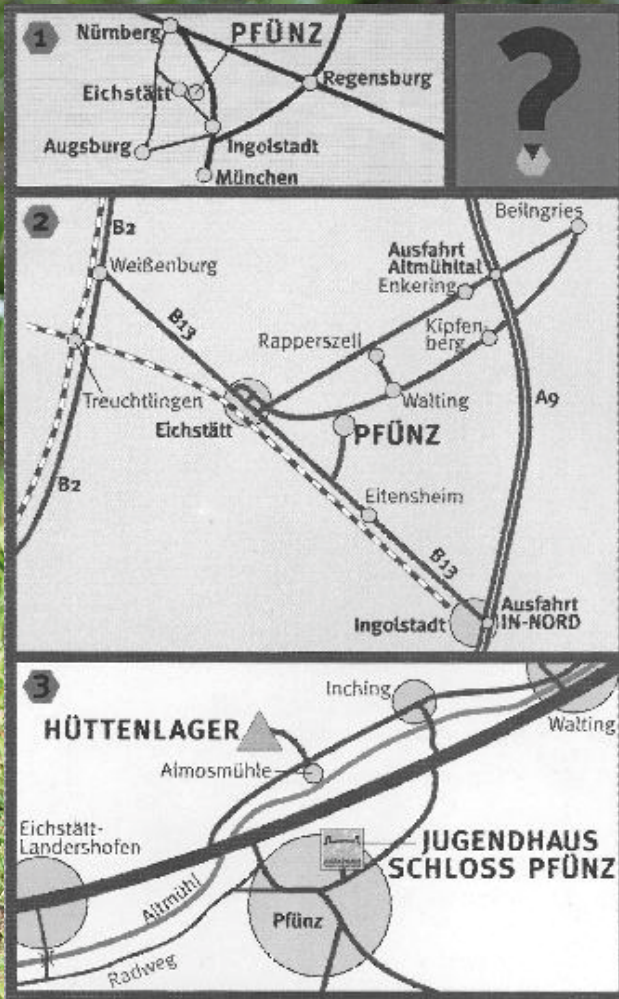 1
Nürnberg
PFÜNZ
Eichstätt
Regensburg
Augsburg
Ingolstadt
München
?
2
B2
Beilngries
Weißenburg
Ausfahrt
Altmühltal
Enkering
B13
Rapperszell
Kipfen-
berg
Treuchtlingen
Walting
A9
Eichstätt
PFÜNZ
B2
Eitensheim
B13
Ingolstadt
Ausfahrt
IN-NORD
3
Inching
HÜTTENLAGER
Walting
Almosmühle
Eichstätt-
Landershofen
JUGENDHAUS
SCHLOSS PFÜNZ
Altmühl
Pfünz
Radweg